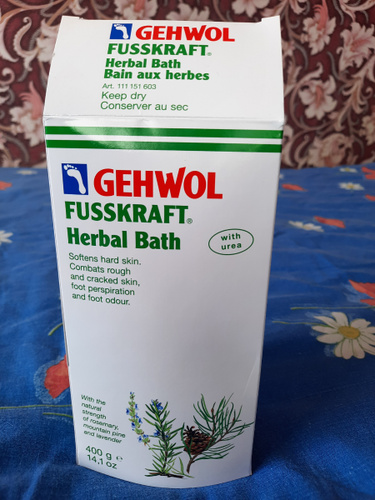 GEHWOL
FUSSKRAFT®
Herbal Bath
Bain aux herbes
Art. 111 151 603
Keep dry
Conserver au sec
GEHWOL
FUSSKRAFT®
Herbal Bath
with
urea
Softens hard skin.
Combats rough
and cracked skin,
foot perspiration
and foot odour.
With the
natural
strength
of rosemary,
mountain pine
and lavender
400 g ℮
14,1 oz